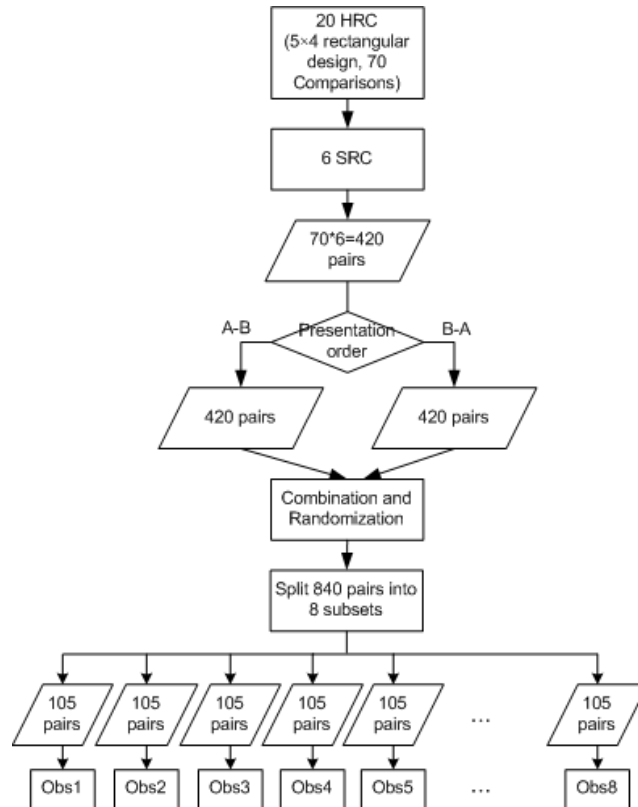 20 HRC
(5×4 rectangular
design, 70
Comparisons)
6 SRC
70*6=420
pairs
A-B
Presentation
order
B-A
420 pairs
420 pairs
Combination and
Randomization
Split 840 pairs into
8 subsets
105
pairs
105
pairs
105
pairs
105
pairs
105
pairs
...
105
pairs
Obs1
Obs2
Obs3
Obs4
Obs5
...
Obs8